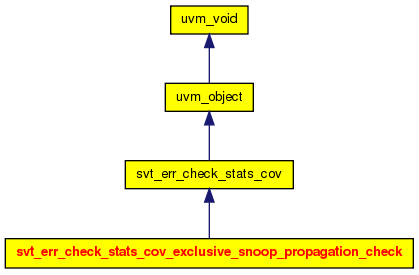 uvm_void
uvm_object
svt_err_check_stats_cov
svt_err_check_stats_cov_exclusive_snoop_propagation_check